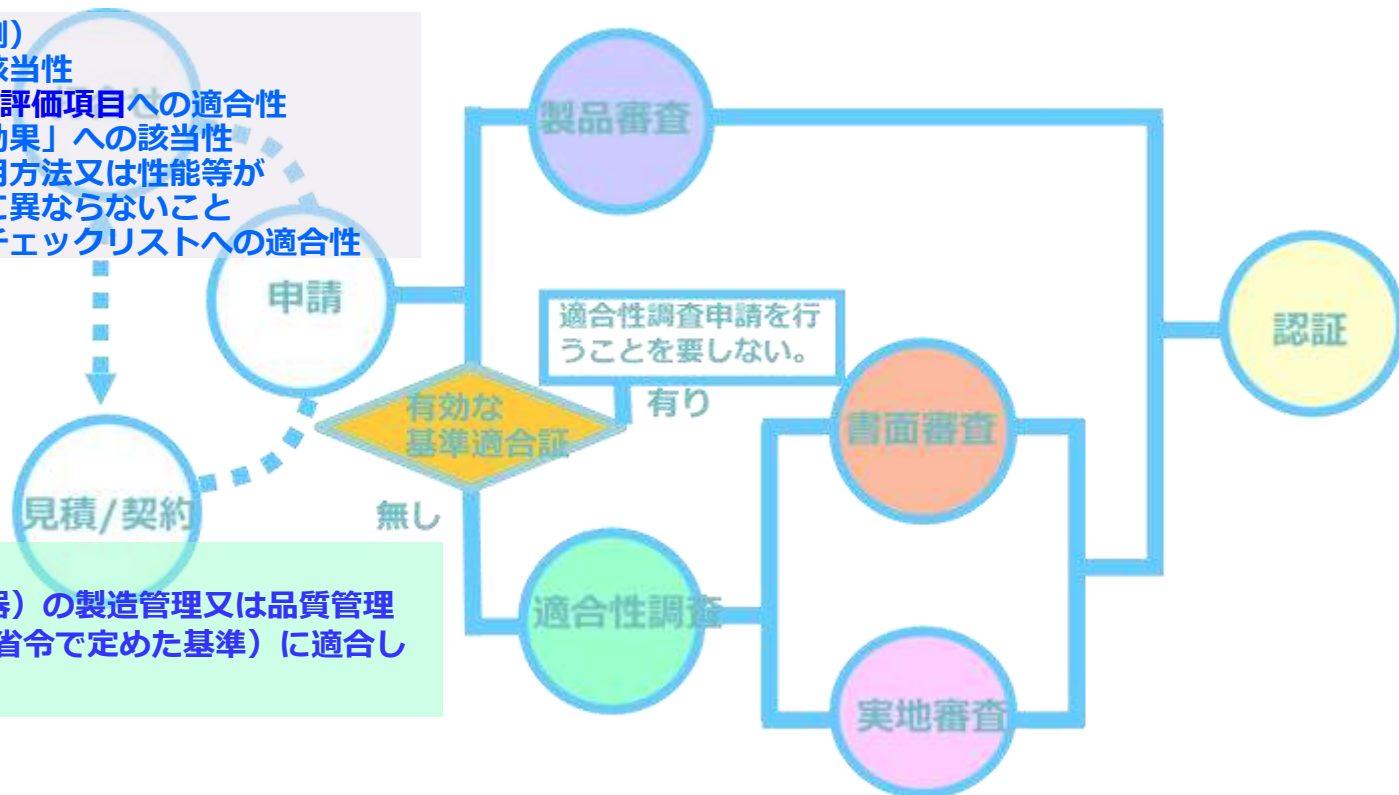 例）
該当性
評価項目への適合性
効果」への該当性
用方法又は性能等が
に異ならないこと
チェックリストへの適合性
製品審査
申請
適合性調査申請を行
うことを要しない。
認証
有効な
基準適合証
有り
書面審査
見積/契約
無し
器）の製造管理又は品質管理
省令で定めた基準）に適合し
適合性調査
実地審査